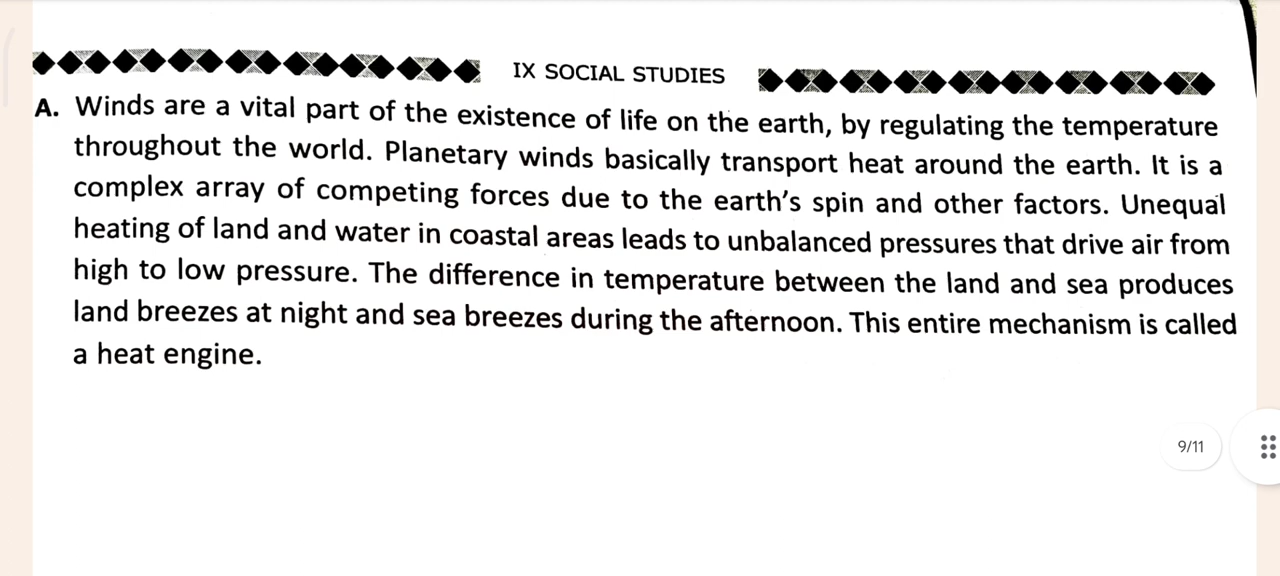 IX SOCIAL STUDIES
A. Winds are a vital part of the existence of life on the earth, by regulating the temperature
throughout the world. Planetary winds basically transport heat around the earth. It is a
complex array of competing forces due to the earth's spin and other factors. Unequal
heating of land and water in coastal areas leads to unbalanced pressures that drive air from
high to low pressure. The difference in temperature between the land and sea produces
land breezes at night and sea breezes during the afternoon. This entire mechanism is called
a heat engine.
9/11